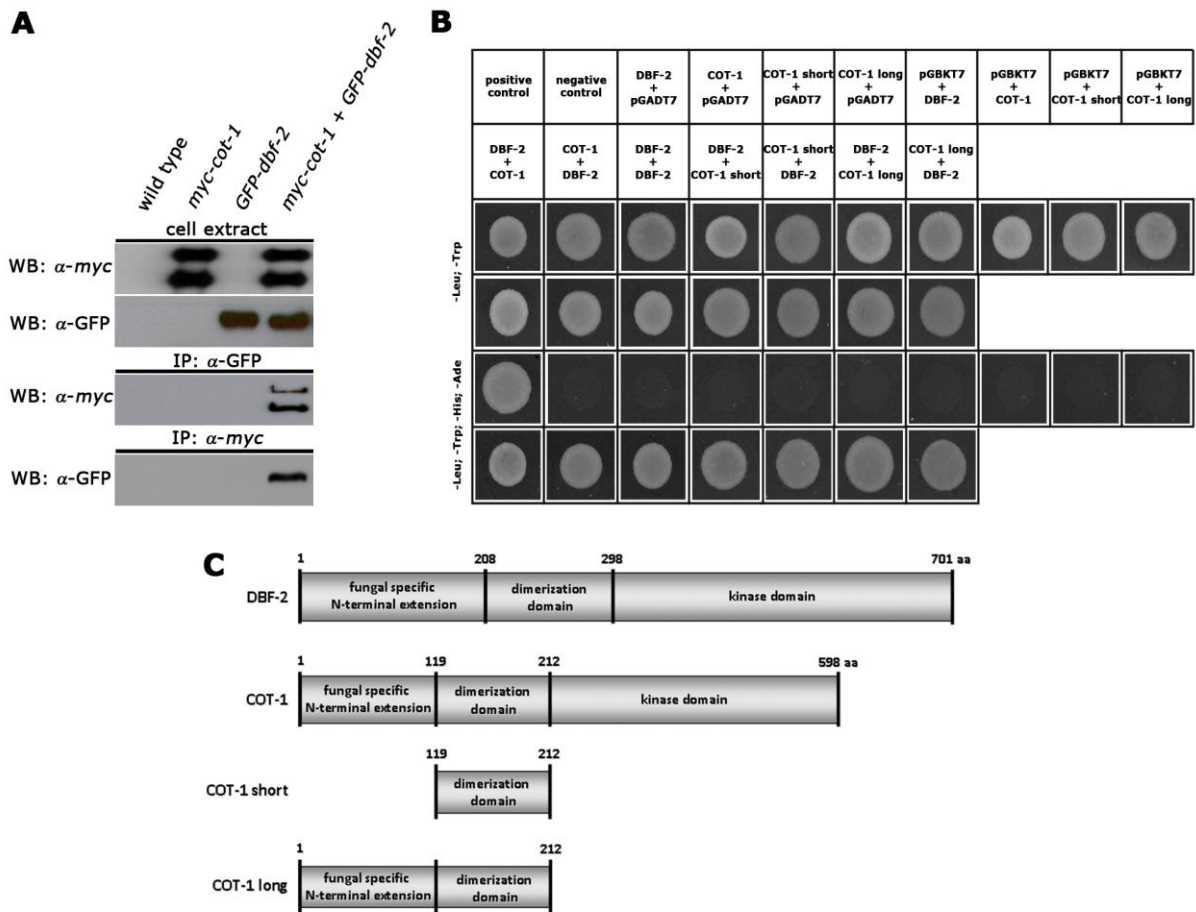 A
wild type
myc-cot-1
GFP-dbf-2
myc-cot-1 + GFP-dbf-2
cell extract
WB: α-myc
WB: α-GFP
IP: α-GFP
WB: α-myc
IP: α-myc
WB: α-GFP
B
positive control
negative control
DBF-2 + pGADT7
COT-1 + pGADT7
COT-1 short + pGADT7
COT-1 long + pGADT7
pGBKT7 + DBF-2
pGBKT7 + COT-1
pGBKT7 + COT-1 short
pGBKT7 + COT-1 long
DBF-2 + COT-1
COT-1 + DBF-2
DBF-2 + DBF-2
DBF-2 + COT-1 short
COT-1 short + DBF-2
DBF-2 + COT-1 long
COT-1 long + DBF-2
-Leu; -Trp
-Leu; -Trp; -His; -Ade
C
1 208 298 701 aa
DBF-2
fungal specific
N-terminal extension
dimerization
domain
kinase domain
1 119 212 598 aa
COT-1
fungal specific
N-terminal extension
dimerization
domain
kinase domain
119 212
COT-1 short
dimerization
domain
1 212
COT-1 long
fungal specific
N-terminal extension
dimerization
domain